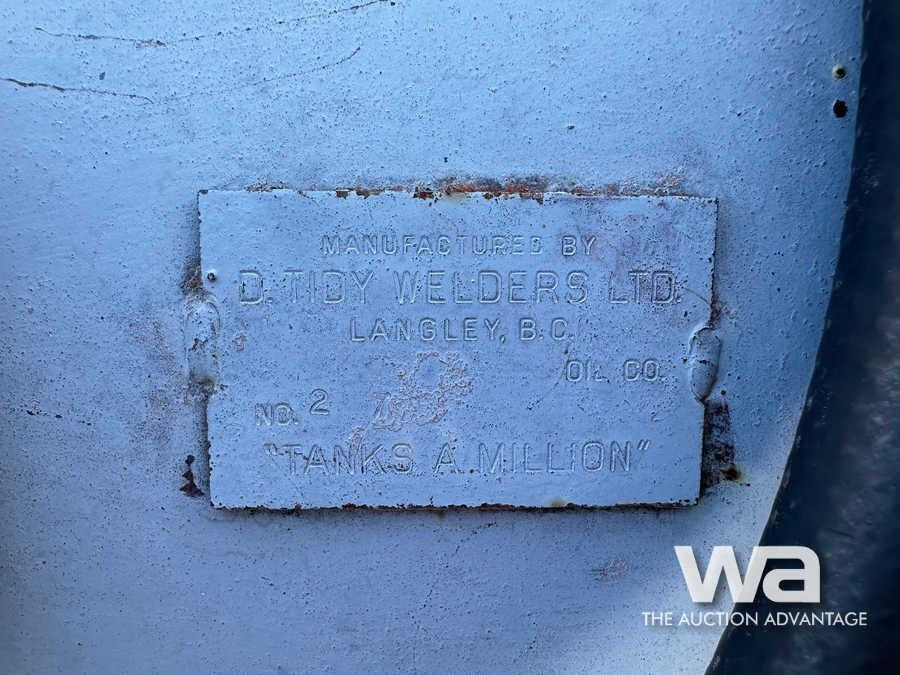 MANUFACTURED BY
D. TIDY WELDERS LTD.
LANGLEY, B.C.
OIL CO.
NO. 2
"TANKS A MILLION"
wa
THE AUCTION ADVANTAGE